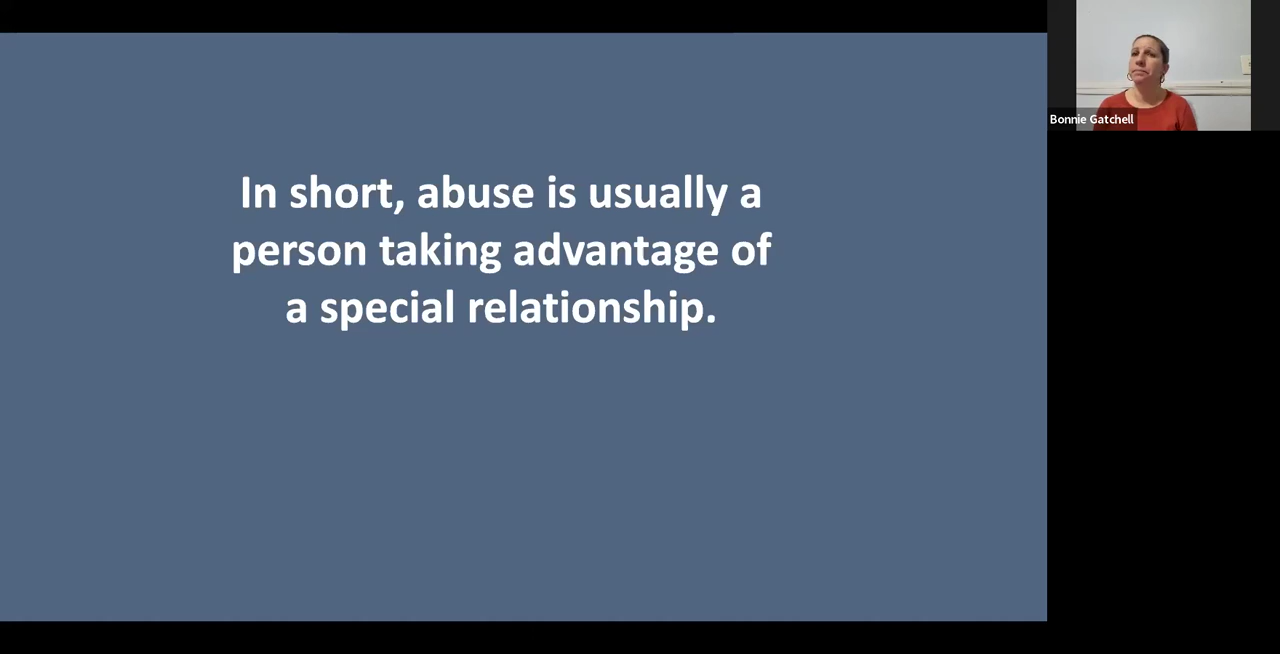 In short, abuse is usually a
person taking advantage of
a special relationship.
Bonnie Gatchell